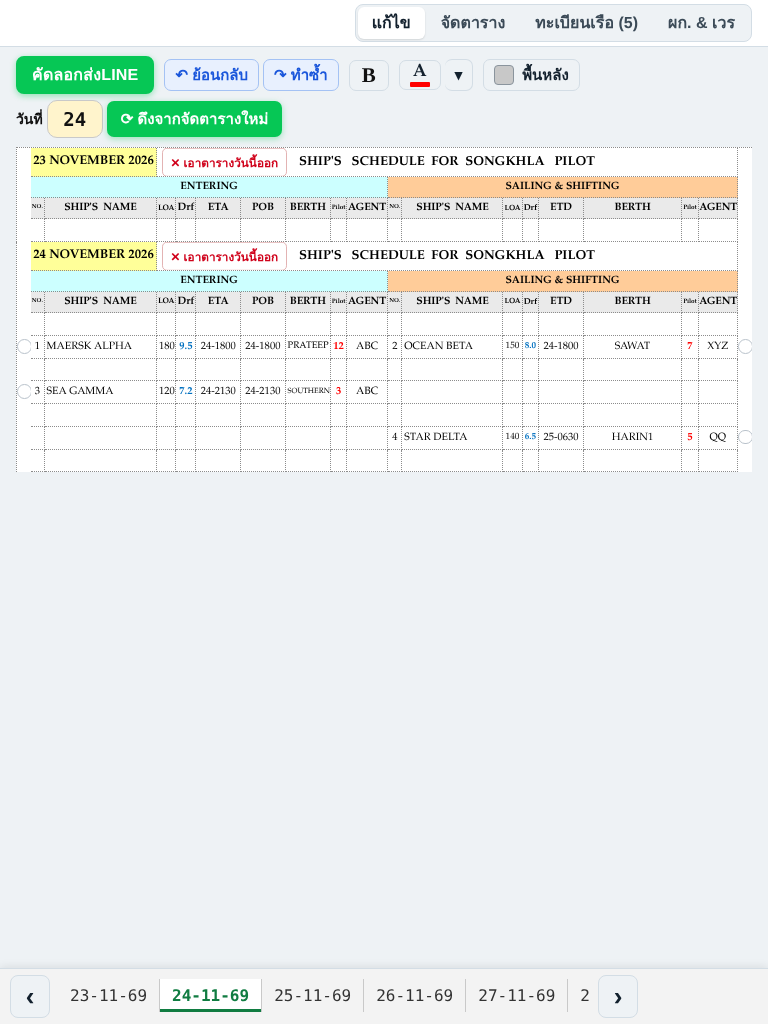 แก้ไข จัดตาราง ทะเบียนเรือ (5) ผก. & เวร
คัดลอกส่งLINE ↶ ย้อนกลับ ↷ ทำซ้ำ B A ▼ พื้นหลัง
วันที่ 24 ⟳ ดึงจากจัดตารางใหม่
23 NOVEMBER 2026 ✕ เอาตารางวันนี้ออก SHIP'S SCHEDULE FOR SONGKHLA PILOT
ENTERING SAILING & SHIFTING
NO. SHIP'S NAME LOA Drf ETA POB BERTH Pilot AGENT NO. SHIP'S NAME LOA Drf ETD BERTH Pilot AGENT
24 NOVEMBER 2026 ✕ เอาตารางวันนี้ออก SHIP'S SCHEDULE FOR SONGKHLA PILOT
ENTERING SAILING & SHIFTING
NO. SHIP'S NAME LOA Drf ETA POB BERTH Pilot AGENT NO. SHIP'S NAME LOA Drf ETD BERTH Pilot AGENT
1 MAERSK ALPHA 180 9.5 24-1800 24-1800 PRATEEP 12 ABC 2 OCEAN BETA 150 8.0 24-1800 SAWAT 7 XYZ
3 SEA GAMMA 120 7.2 24-2130 24-2130 SOUTHERN 3 ABC
4 STAR DELTA 140 6.5 25-0630 HARIN1 5 QQ
‹ 23-11-69 24-11-69 25-11-69 26-11-69 27-11-69 2 ›